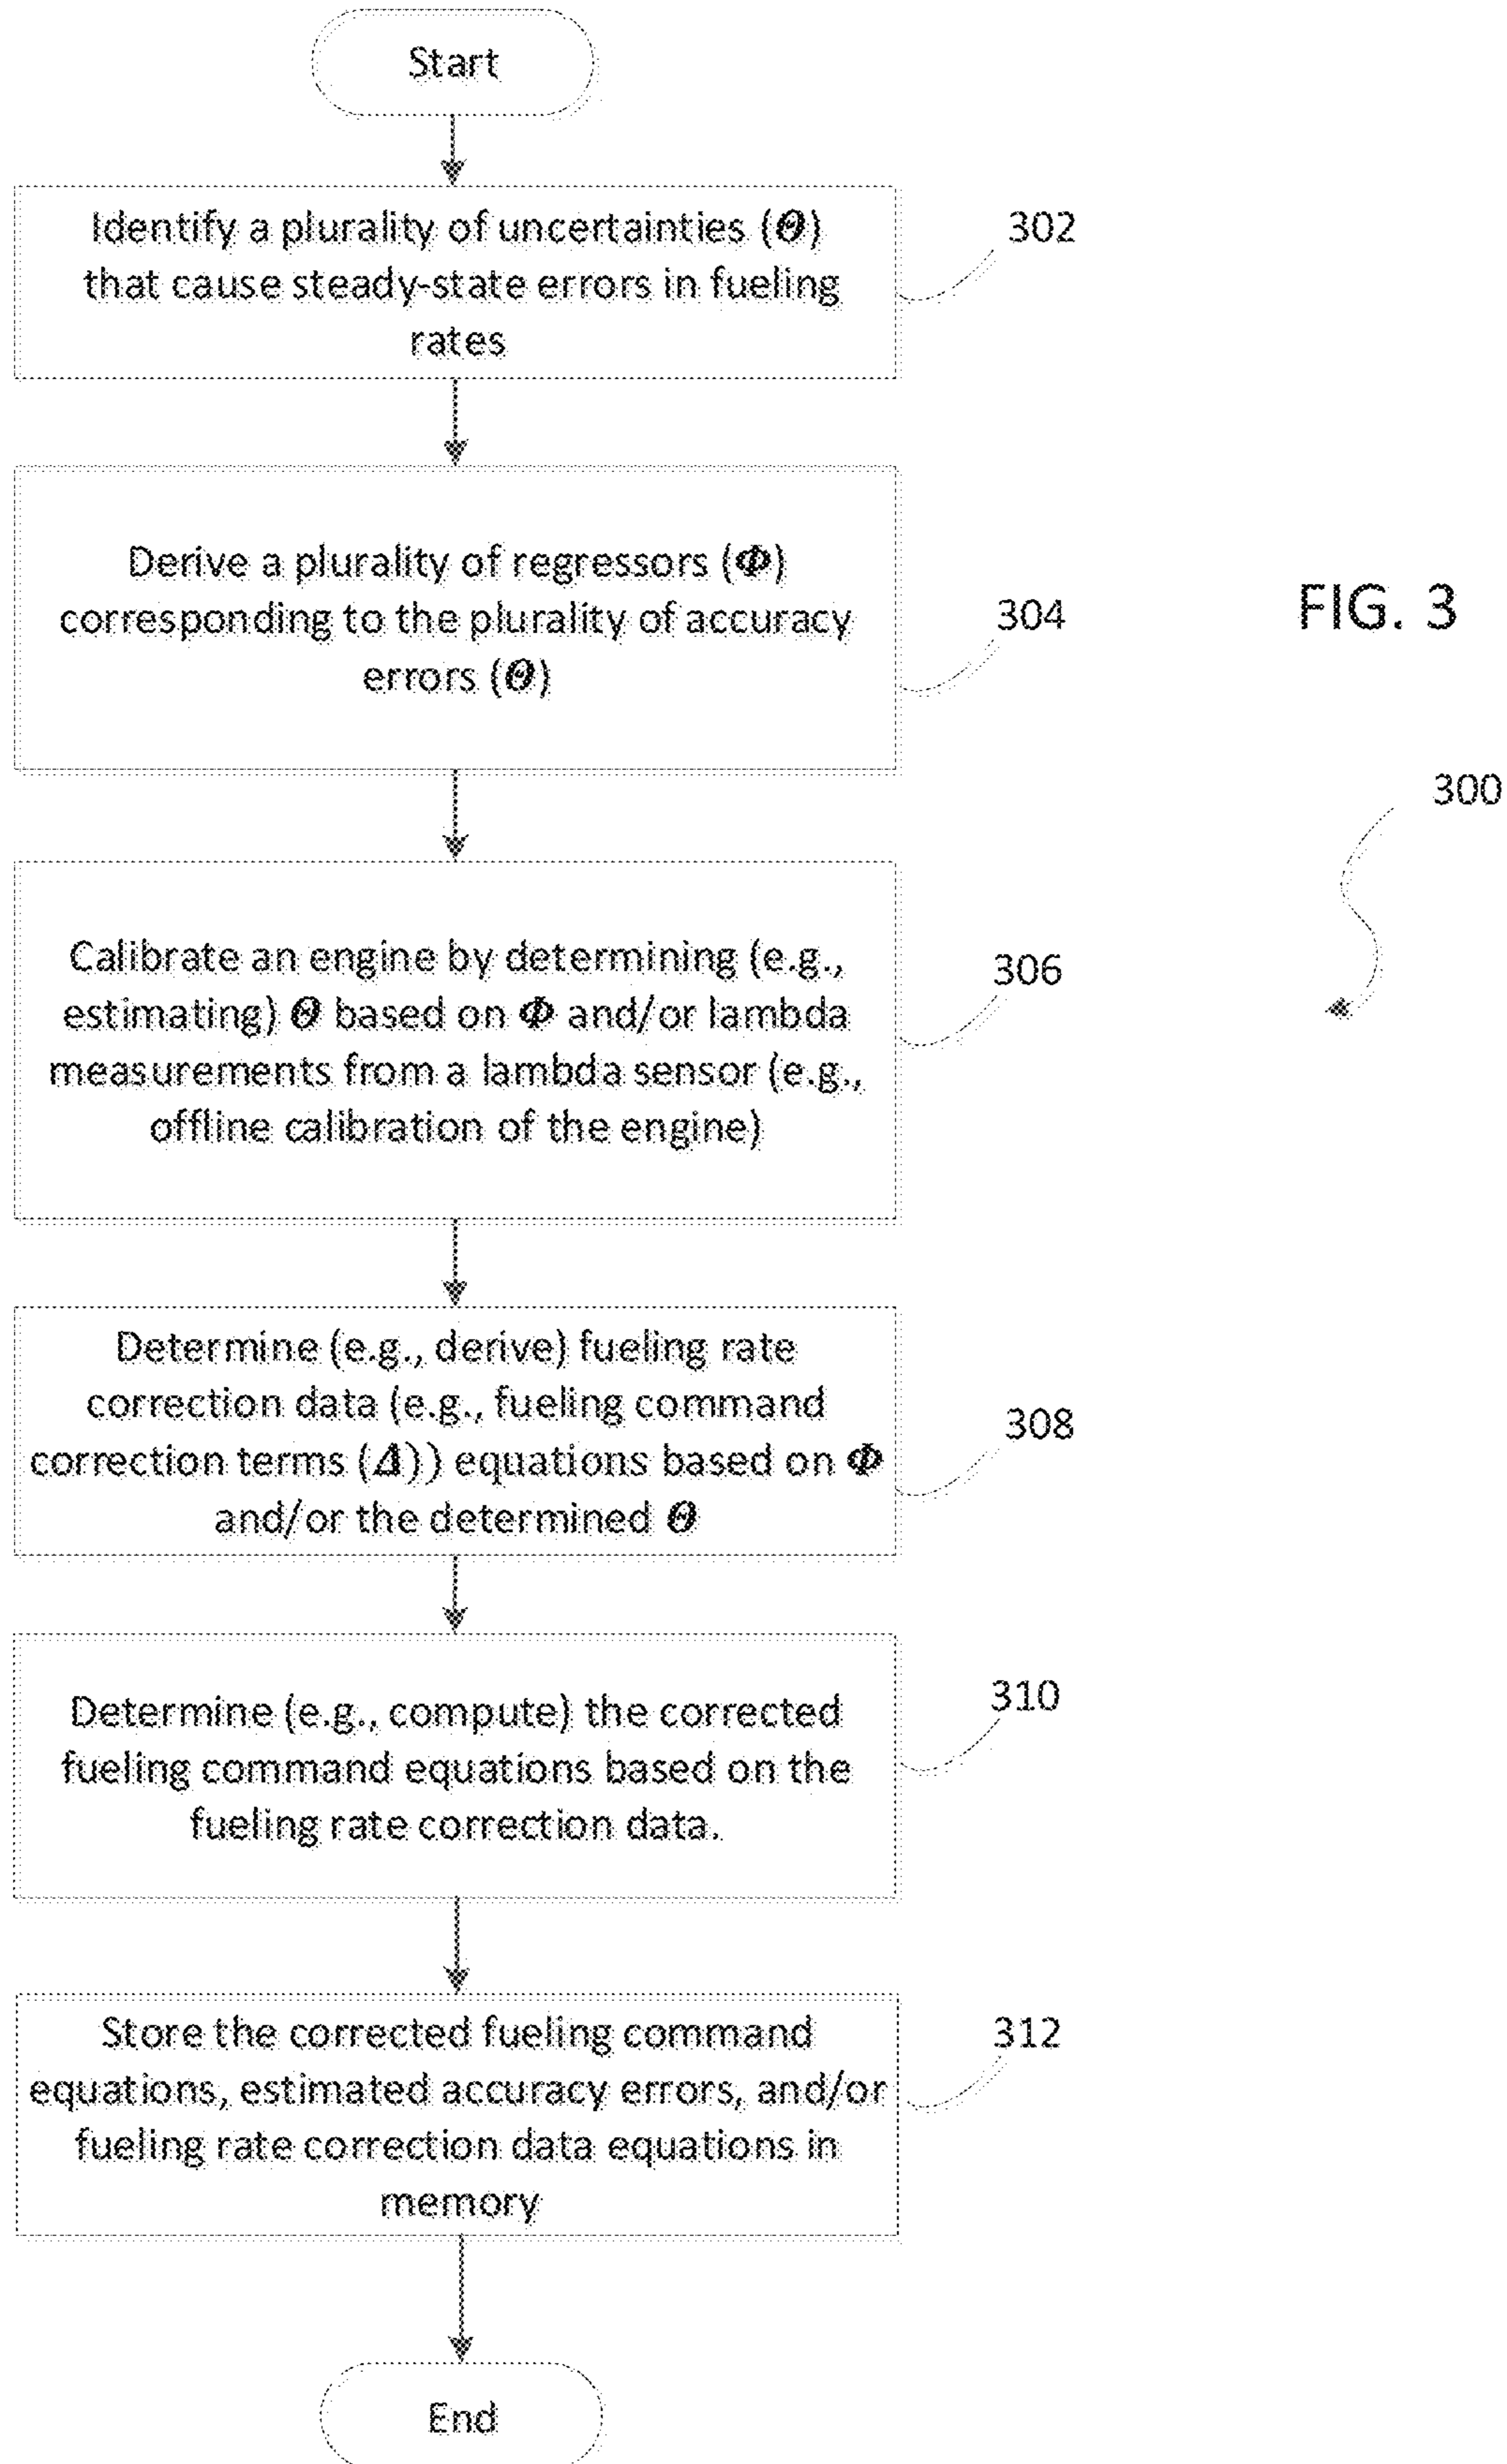 Start
Identify a plurality of uncertainties (Θ)
that cause steady-state errors in fueling
rates
302
Derive a plurality of regressors (Φ)
corresponding to the plurality of accuracy
errors (Θ)
304
FIG. 3
300
Calibrate an engine by determining (e.g.,
estimating) Θ based on Φ and/or lambda
measurements from a lambda sensor (e.g.,
offline calibration of the engine)
306
Determine (e.g., derive) fueling rate
correction data (e.g., fueling command
correction terms (Δ)) equations based on Φ
and/or the determined Θ
308
Determine (e.g., compute) the corrected
fueling command equations based on the
fueling rate correction data.
310
Store the corrected fueling command
equations, estimated accuracy errors, and/or
fueling rate correction data equations in
memory
312
End